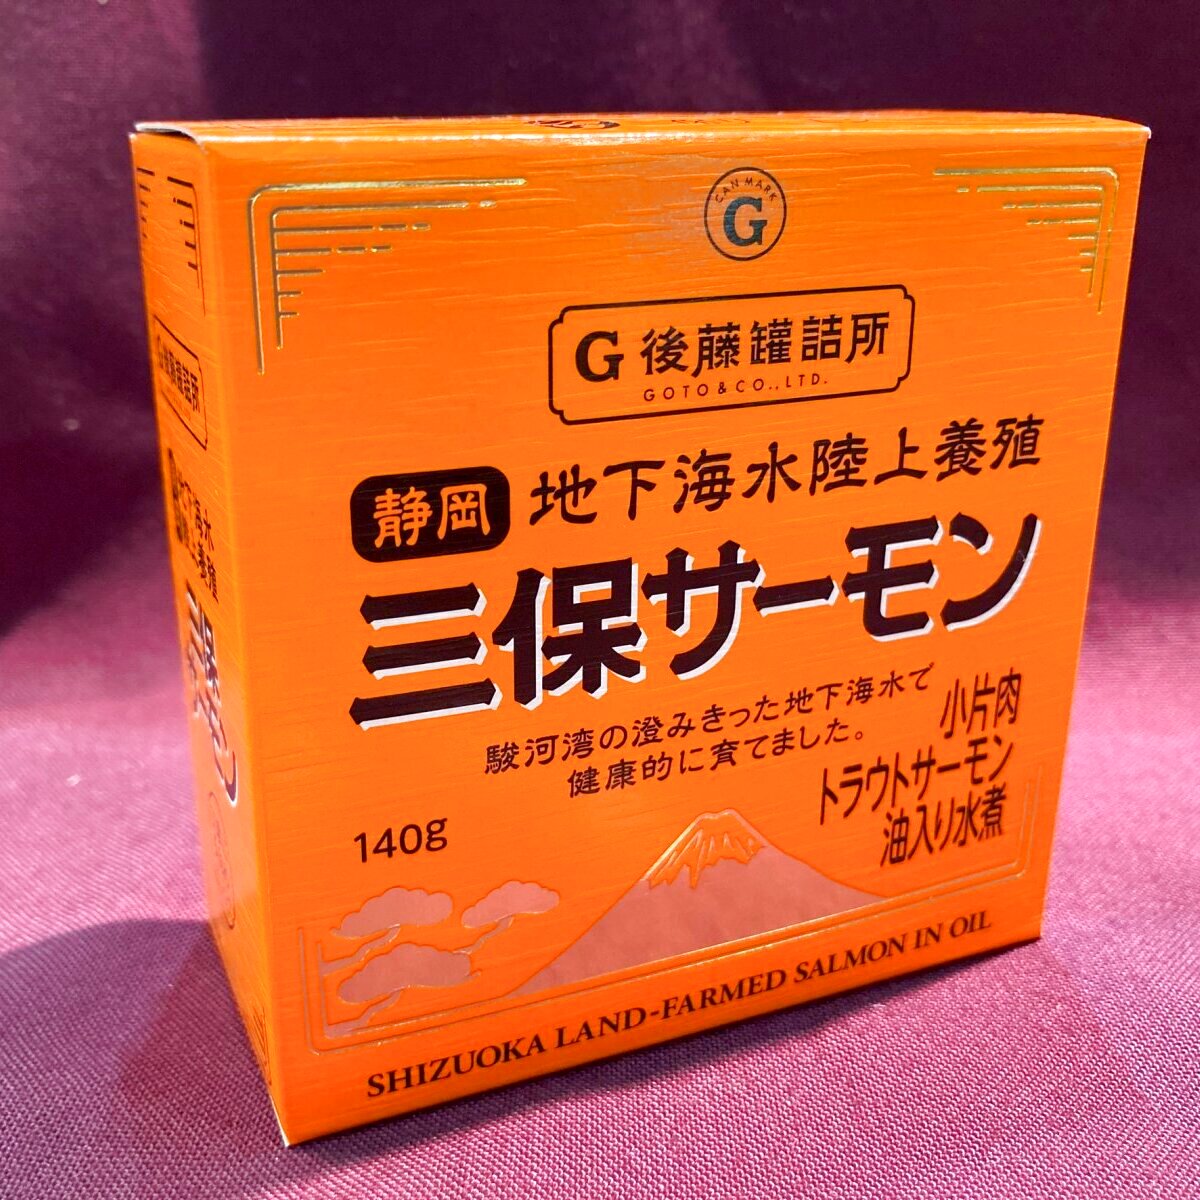 CAN MARK
G
G 後藤罐詰所
GOTO & CO., LTD.
静岡 地下海水陸上養殖
三保サーモン
駿河湾の澄みきった地下海水で
健康的に育てました。
小片肉
トラウトサーモン
油入り水煮
140g
SHIZUOKA LAND-FARMED SALMON IN OIL